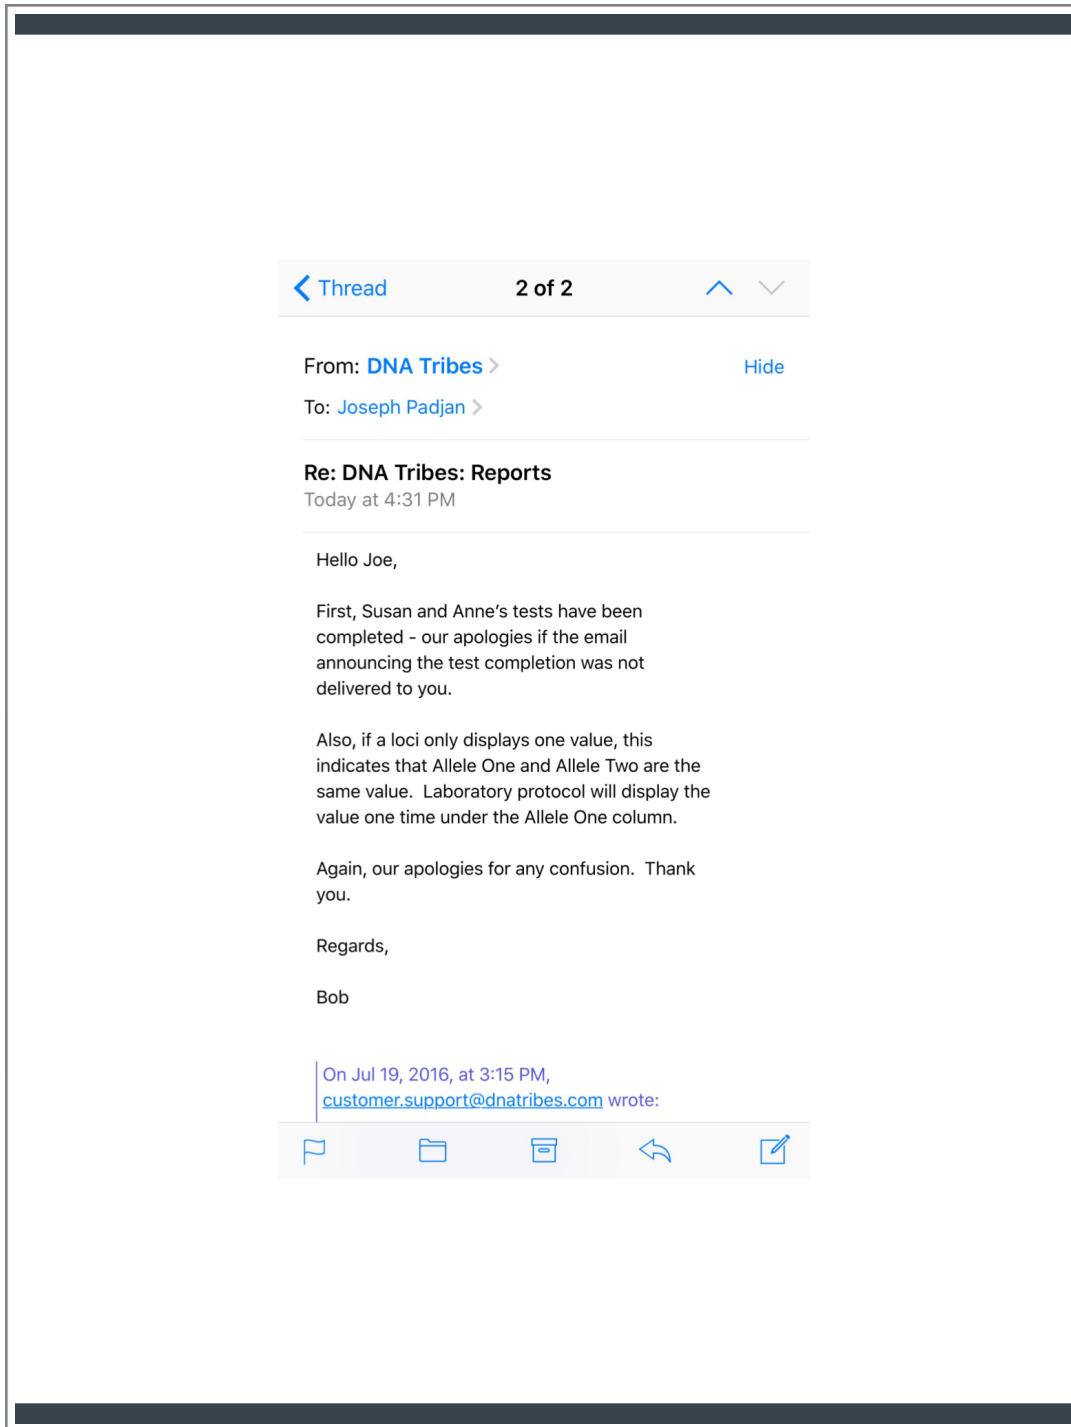 Thread 2 of 2
From: DNA Tribes Hide
To: Joseph Padjan
Re: DNA Tribes: Reports
Today at 4:31 PM
Hello Joe,
First, Susan and Anne's tests have been
completed - our apologies if the email
announcing the test completion was not
delivered to you.
Also, if a loci only displays one value, this
indicates that Allele One and Allele Two are the
same value.  Laboratory protocol will display the
value one time under the Allele One column.
Again, our apologies for any confusion.  Thank
you.
Regards,
Bob
On Jul 19, 2016, at 3:15 PM,
customer.support@dnatribes.com wrote: